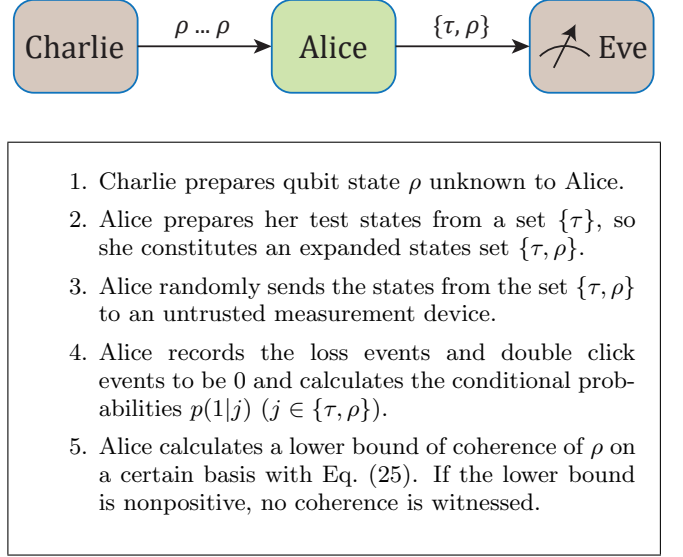 Charlie
ρ ... ρ
Alice
{τ, ρ}
Eve
1. Charlie prepares qubit state ρ unknown to Alice.
2. Alice prepares her test states from a set {τ}, so
she constitutes an expanded states set {τ, ρ}.
3. Alice randomly sends the states from the set {τ, ρ}
to an untrusted measurement device.
4. Alice records the loss events and double click
events to be 0 and calculates the conditional prob-
abilities p(1|j) (j ∈ {τ, ρ}).
5. Alice calculates a lower bound of coherence of ρ on
a certain basis with Eq. (25). If the lower bound
is nonpositive, no coherence is witnessed.